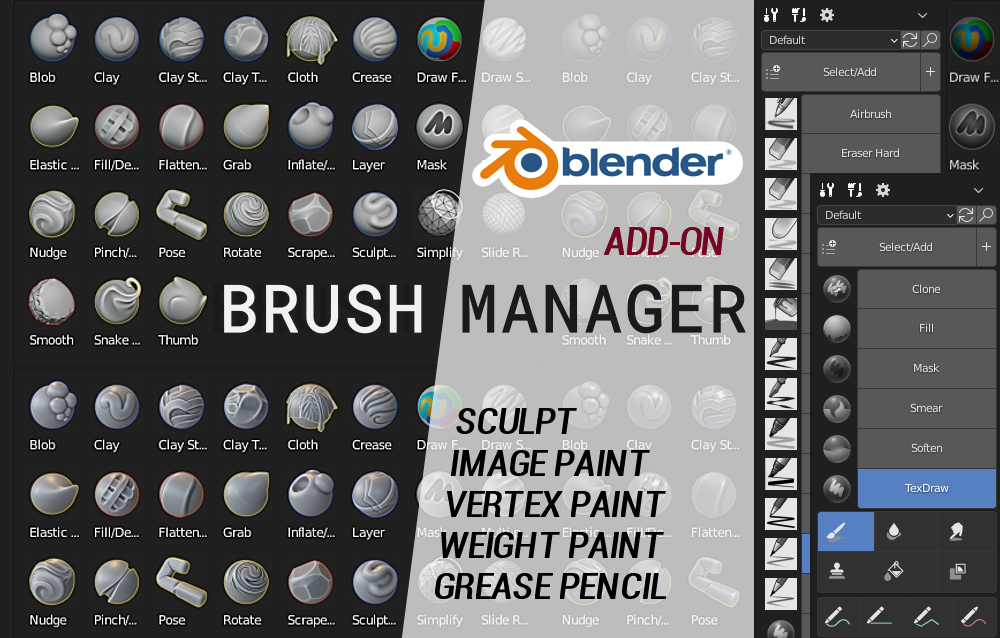 Blob Clay Clay St... Clay T... Cloth Crease Draw F... Draw S... Blob Clay Clay St...
Elastic ... Fill/De... Flatten... Grab Inflate/... Layer Mask
Nudge Pinch/... Pose Rotate Scrape... Sculpt... Simplify Slide R... Nudge Pose
Smooth Snake ... Thumb Smooth Snake ... Thumb
blender®
ADD-ON
BRUSH MANAGER
Blob Clay Clay St... Clay T... Cloth Crease Draw F... Draw S... Blob Clay Clay St...
Elastic ... Fill/De... Flatten... Grab Inflate/... Layer Mask Elastic ... Fill/De... Flatten...
Nudge Pinch/... Pose Rotate Scrape... Sculpt... Simplify Slide R... Nudge Pinch/... Pose
SCULPT
IMAGE PAINT
VERTEX PAINT
WEIGHT PAINT
GREASE PENCIL
Default
Select/Add
Airbrush
Eraser Hard
Draw F...
Mask
Default
Select/Add
Clone
Fill
Mask
Smear
Soften
TexDraw